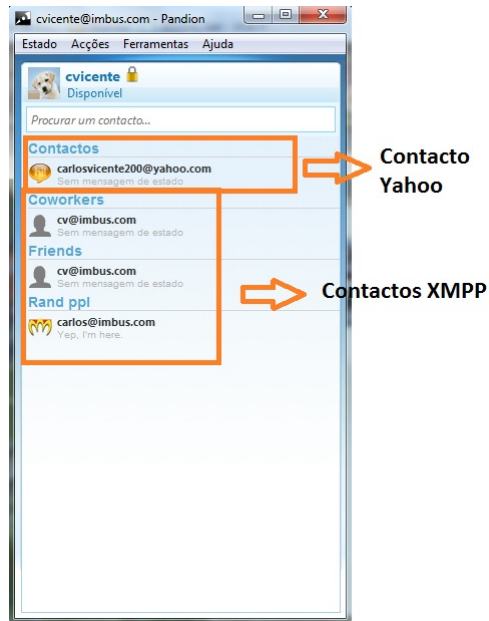 cvicente@imbus.com - Pandion
Estado Acções Ferramentas Ajuda
cvicente
Disponível
Procurar um contacto...
Contactos
carlosvicente200@yahoo.com
Sem mensagem de estado
Coworkers
cv@imbus.com
Sem mensagem de estado
Friends
cv@imbus.com
Sem mensagem de estado
Rand ppl
carlos@imbus.com
Yep, I'm here.
Contacto
Yahoo
Contactos XMPP